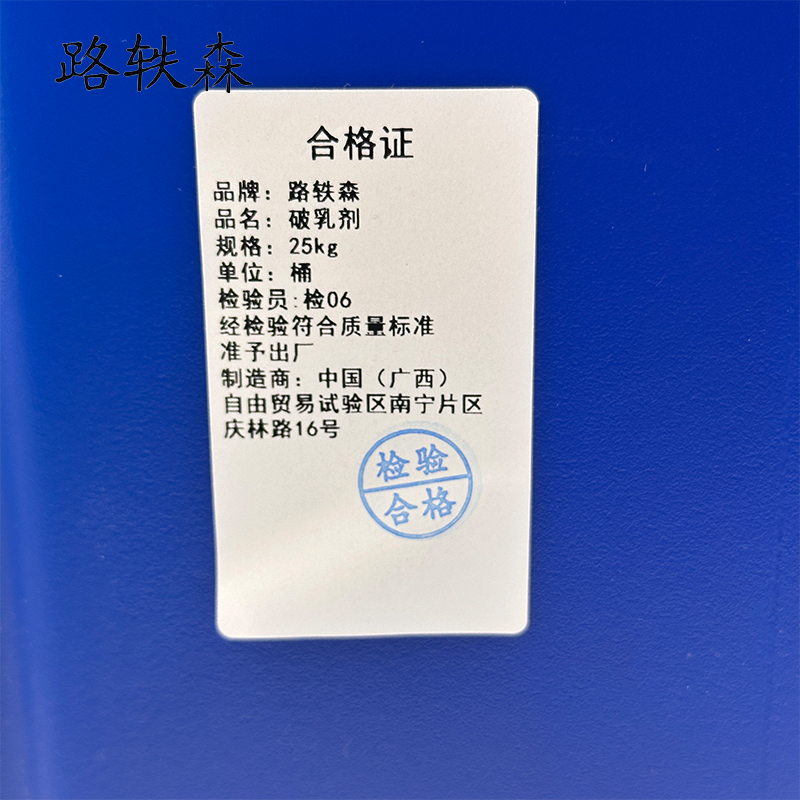 路轶森
合格证
品牌：路轶森
品名：破乳剂
规格：25kg
单位：桶
检验员:检06
经检验符合质量标准
准予出厂
制造商：中国（广西）
自由贸易试验区南宁片区
庆林路16号
检验
合格